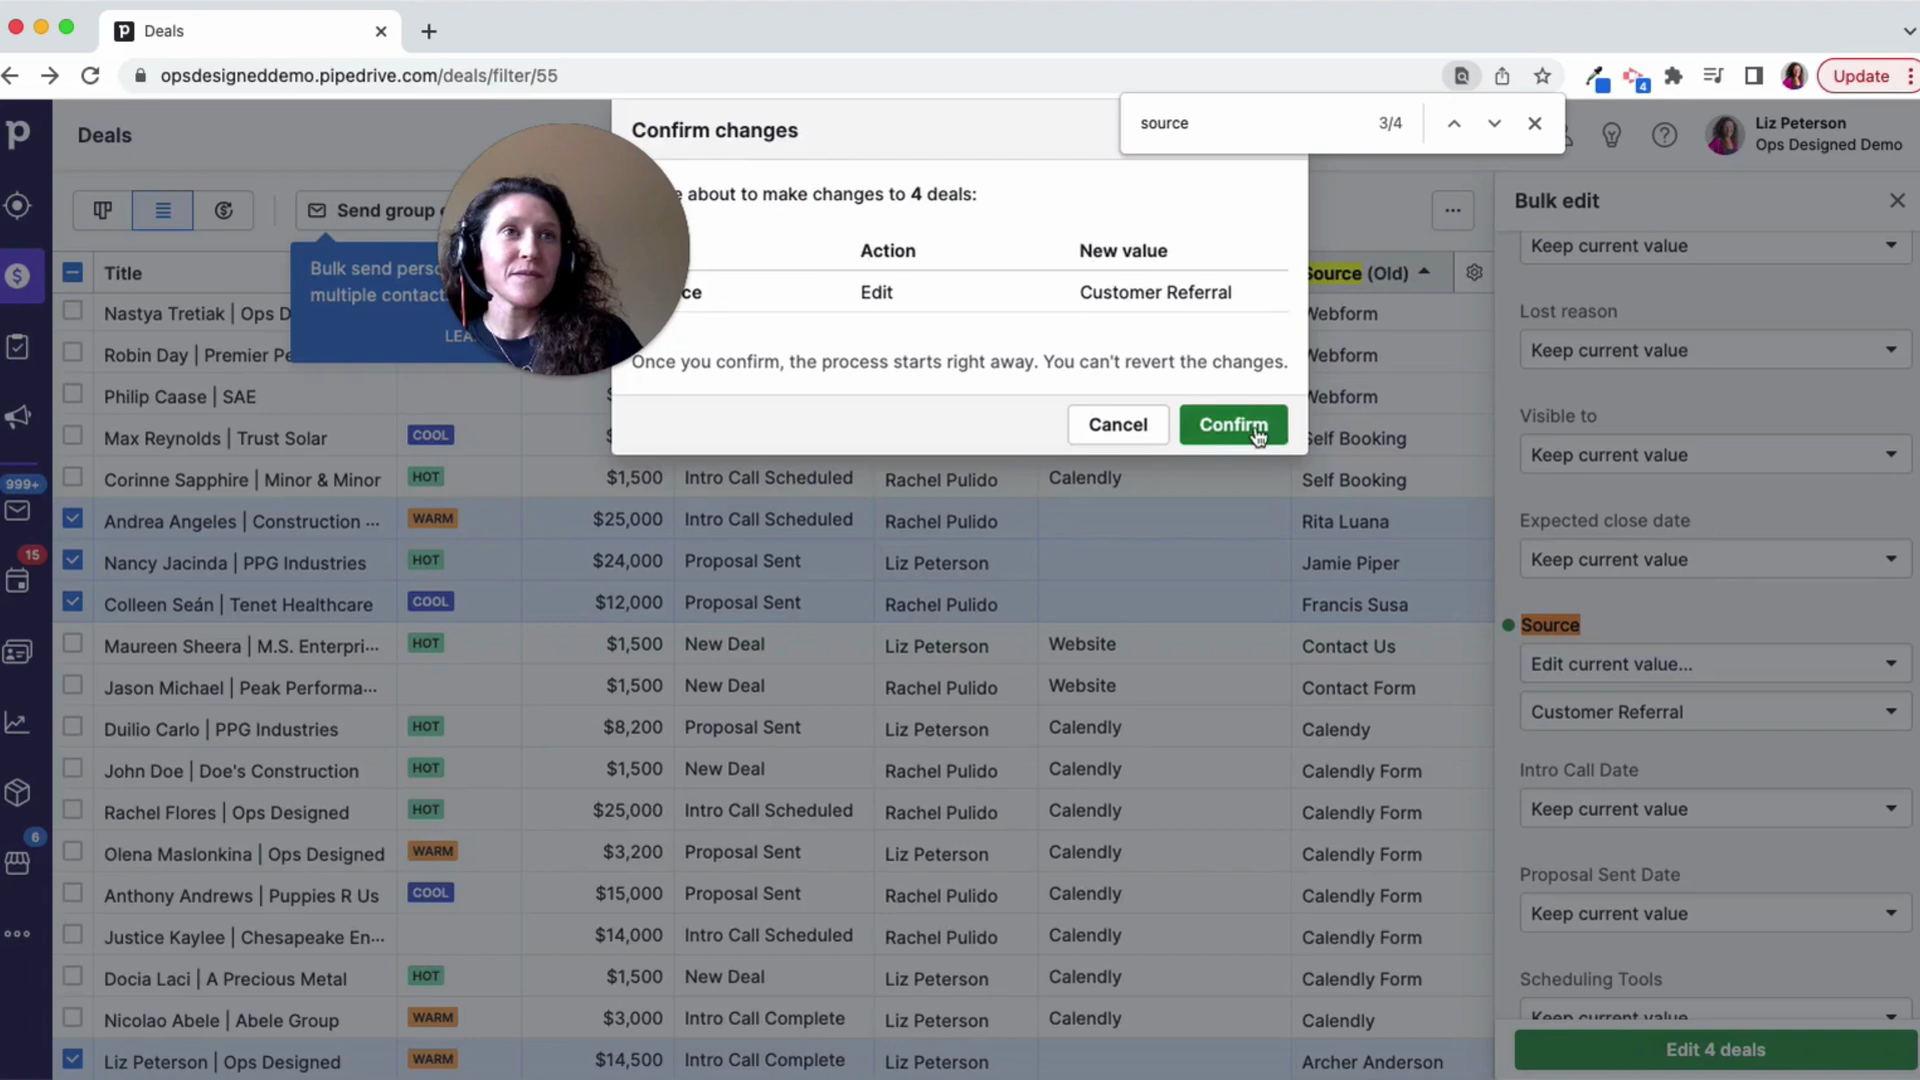 Deals
opsdesigneddemo.pipedrive.com/deals/filter/55
4
Update
source
3/4
Deals
Confirm changes
Liz Peterson
Ops Designed Demo
Send group
Bulk send
multiple contact
about to make changes to 4 deals:
Action New value
Edit Customer Referral
Once you confirm, the process starts right away. You can't revert the changes.
Cancel Confirm
Title Source (Old)
Nastya Tretiak | Ops D Webform
Robin Day | Premier Webform
Philip Caase | SAE Webform
Max Reynolds | Trust Solar COOL Self Booking
Corinne Sapphire | Minor & Minor HOT $1,500 Intro Call Scheduled Rachel Pulido Calendly Self Booking
Andrea Angeles | Construction ... WARM $25,000 Intro Call Scheduled Rachel Pulido Rita Luana
Nancy Jacinda | PPG Industries HOT $24,000 Proposal Sent Liz Peterson Jamie Piper
Colleen Seán | Tenet Healthcare COOL $12,000 Proposal Sent Rachel Pulido Francis Susa
Maureen Sheera | M.S. Enterpri... HOT $1,500 New Deal Liz Peterson Website Contact Us
Jason Michael | Peak Performa... $1,500 New Deal Rachel Pulido Website Contact Form
Duilio Carlo | PPG Industries HOT $8,200 Proposal Sent Liz Peterson Calendly Calendy
John Doe | Doe's Construction HOT $1,500 New Deal Rachel Pulido Calendly Calendly Form
Rachel Flores | Ops Designed HOT $25,000 Intro Call Scheduled Rachel Pulido Calendly Calendly Form
Olena Maslonkina | Ops Designed WARM $3,200 Proposal Sent Liz Peterson Calendly Calendly Form
Anthony Andrews | Puppies R Us COOL $15,000 Proposal Sent Rachel Pulido Calendly Calendly Form
Justice Kaylee | Chesapeake En... $14,000 Intro Call Scheduled Rachel Pulido Calendly Calendly Form
Docia Laci | A Precious Metal HOT $1,500 New Deal Liz Peterson Calendly Calendly Form
Nicolao Abele | Abele Group WARM $3,000 Intro Call Complete Liz Peterson Calendly Calendly
Liz Peterson | Ops Designed WARM $14,500 Intro Call Complete Liz Peterson Archer Anderson
999+
15
6
Bulk edit
Keep current value
Lost reason
Keep current value
Visible to
Keep current value
Expected close date
Keep current value
Source
Edit current value...
Customer Referral
Intro Call Date
Keep current value
Proposal Sent Date
Keep current value
Scheduling Tools
Keep current value
Edit 4 deals